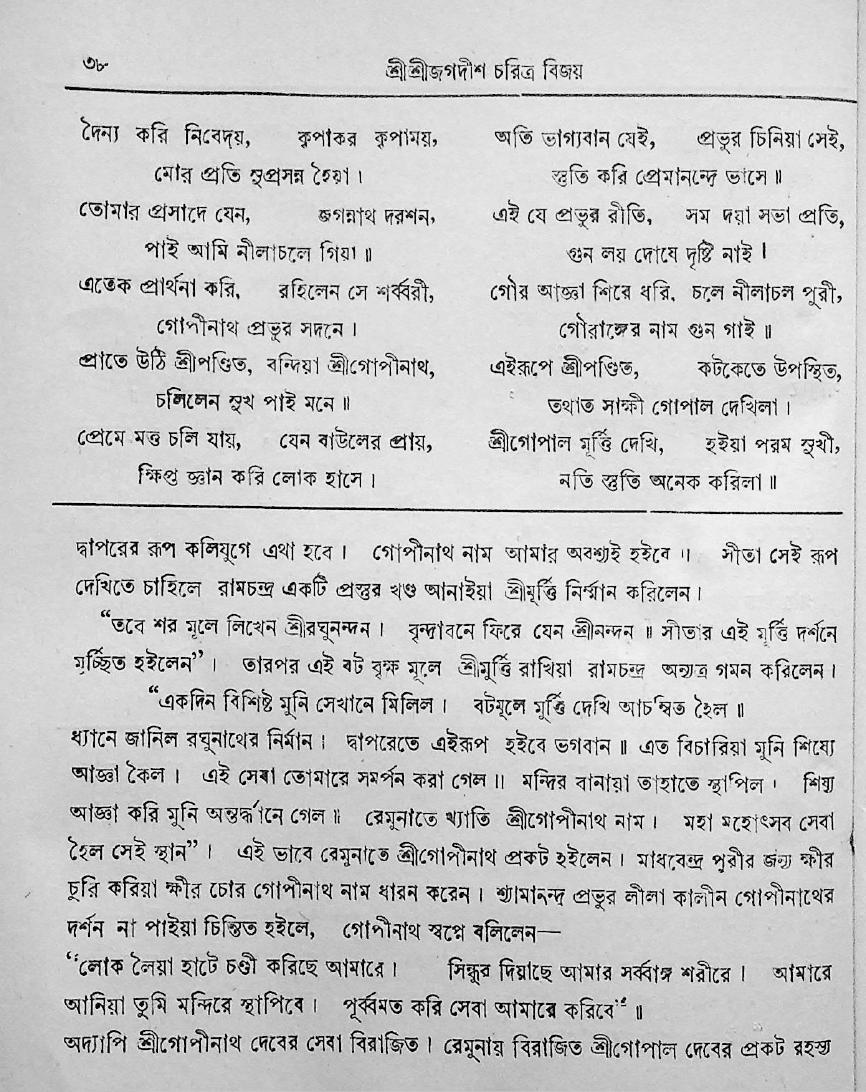 ৩৮
শ্রীশ্রীজগদীশ চরিত্র বিজয়
দৈন্য করি নিবেদয়, কৃপাকর কৃপাময়,
মোর প্রতি সুপ্রসন্ন হৈয়া।
তোমার প্রসাদে যেন, জগন্নাথ দরশন,
পাই আমি নীলাচলে গিয়া॥
এতেক প্রার্থনা করি, রহিলেন সে শর্ব্বরী,
গোপীনাথ প্রভুর সদনে।
প্রাতে উঠি শ্রীপণ্ডিত, বন্দিয়া শ্রীগোপীনাথ,
চলিলেন সুখ পাই মনে॥
প্রেমে মত্ত চলি যায়, যেন বাউলের প্রায়,
ক্ষিপ্ত জ্ঞান করি লোক হাসে।
অতি ভাগ্যবান যেই, প্রভুর চিনিয়া সেই,
স্তুতি করি প্রেমানন্দে ভাসে॥
এই যে প্রভুর রীতি, সম দয়া সভা প্রতি,
গুন লয় দোষে দৃষ্টি নাই।
গৌর আজ্ঞা শিরে ধরি, চলে নীলাচল পুরী,
গৌরাঙ্গের নাম গুন গাই॥
এইরূপে শ্রীপণ্ডিত, কটকেতে উপস্থিত,
তথাত সাক্ষী গোপাল দেখিলা।
শ্রীগোপাল মূর্ত্তি দেখি, হইয়া পরম সুখী,
নতি স্তুতি অনেক করিলা॥
দ্বাপরের রূপ কলিযুগে এথা হবে। গোপীনাথ নাম আমার অবশ্যই হইবে॥ সীতা সেই রূপ
দেখিতে চাহিলে রামচন্দ্র একটি প্রস্তুর খণ্ড আনাইয়া শ্রীমূর্ত্তি নির্ম্মান করিলেন।
“তবে শর মূলে লিখেন শ্রীরঘুনন্দন। বৃন্দাবনে ফিরে যেন শ্রীনন্দন॥ সীতার এই মূর্ত্তি দর্শনে
মূর্চ্ছিত হইলেন”। তারপর এই বট বৃক্ষ মূলে শ্রীমূর্ত্তি রাখিয়া রামচন্দ্র অন্যত্র গমন করিলেন।
“একদিন বিশিষ্ট মুনি সেখানে মিলিল। বটমূলে মূর্ত্তি দেখি আচম্বিত হৈল॥
ধ্যানে জানিল রঘুনাথের নির্মান। দ্বাপরেতে এইরূপ হইবে ভগবান॥ এত বিচারিয়া মুনি শিষ্যে
আজ্ঞা কৈল। এই সেবা তোমারে সমর্পন করা গেল॥ মন্দির বানায়া তাহাতে স্থাপিল। শিষ্য
আজ্ঞা করি মুনি অন্তর্দ্ধানে গেল॥ রেমুনাতে খ্যাতি শ্রীগোপীনাথ নাম। মহা মহোৎসব সেবা
হৈল সেই স্থান”। এই ভাবে রেমুনাতে শ্রীগোপীনাথ প্রকট হইলেন। মাধবেন্দ্র পুরীর জন্য ক্ষীর
চুরি করিয়া ক্ষীর চোর গোপীনাথ নাম ধারন করেন। শ্যামানন্দ প্রভুর লীলা কালীন গোপীনাথের
দর্শন না পাইয়া চিন্তিত হইলে, গোপীনাথ স্বপ্নে বলিলেন—
“লোক লৈয়া হাটে চণ্ডী করিছে আমারে। সিন্ধুর দিয়াছে আমার সর্ব্বাঙ্গ শরীরে। আমারে
আনিয়া তুমি মন্দিরে স্থাপিবে। পূর্ব্বমত করি সেবা আমারে করিবে”॥
অদ্যাপি শ্রীগোপীনাথ দেবের সেবা বিরাজিত। রেমুনায় বিরাজিত শ্রীগোপাল দেবের প্রকট রহস্য